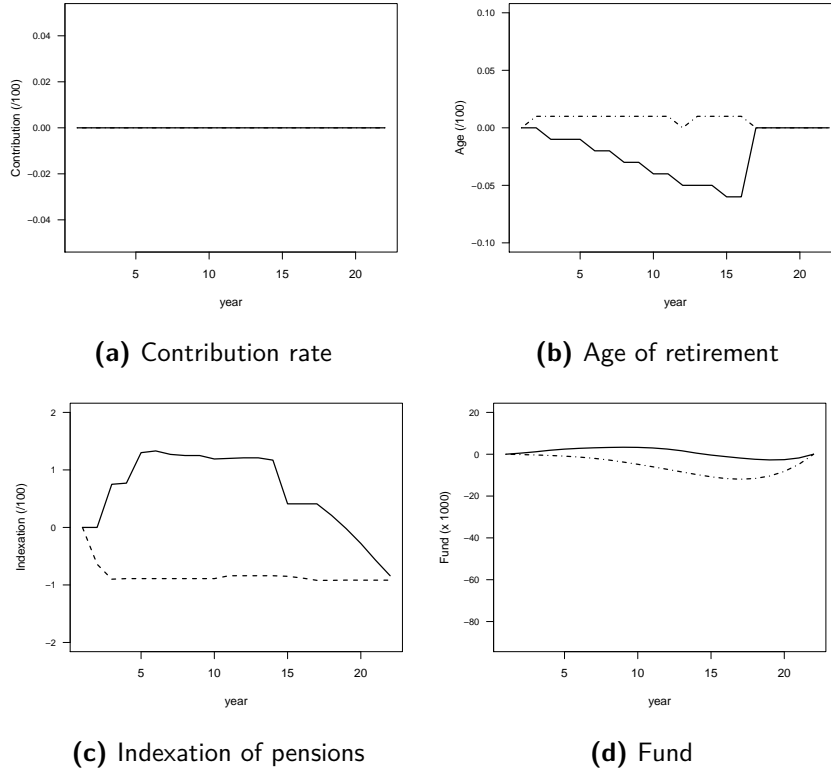 0.04
0.02
0.00
−0.02
−0.04
Contribution (/100)
5 10 15 20
year
(a) Contribution rate
0.10
0.05
0.00
−0.05
−0.10
Age (/100)
5 10 15 20
year
(b) Age of retirement
2
1
0
−1
−2
Indexation (/100)
5 10 15 20
year
(c) Indexation of pensions
20
0
−20
−40
−60
−80
Fund (x 1000)
5 10 15 20
year
(d) Fund